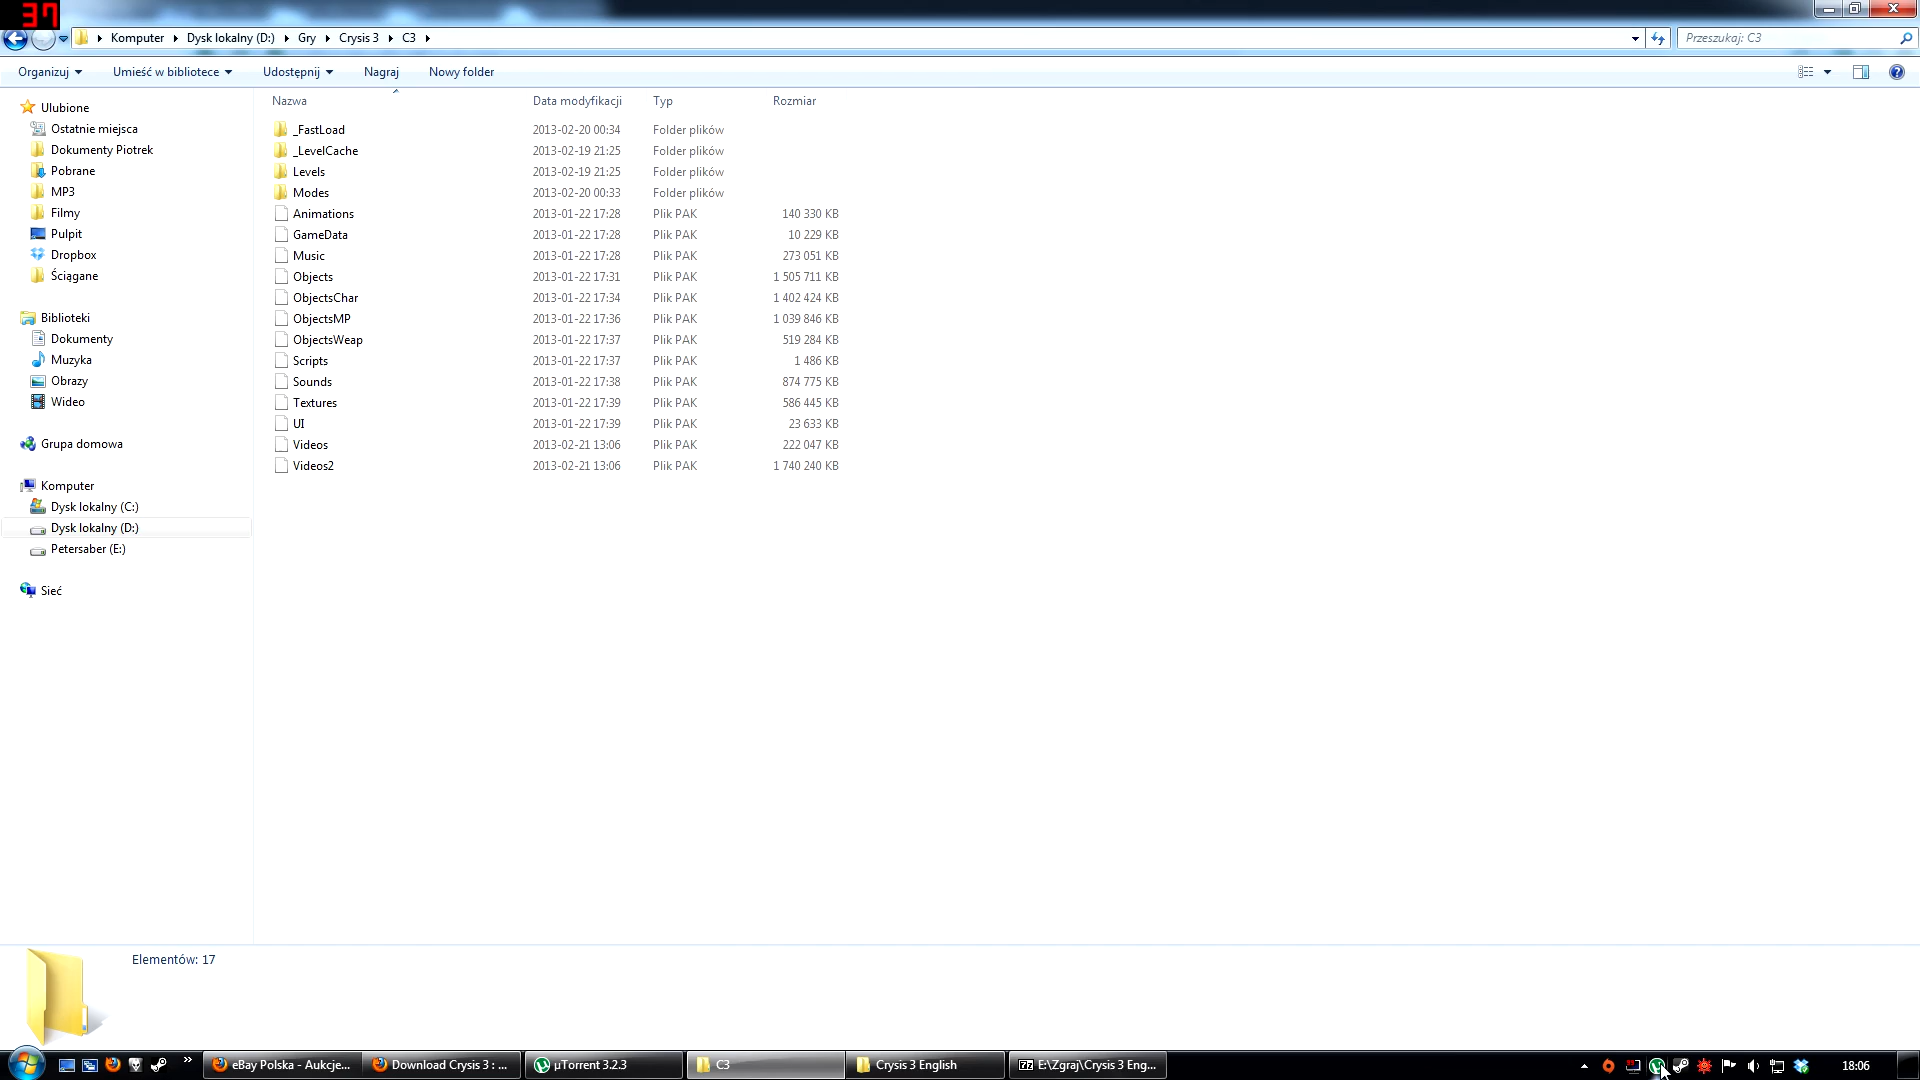 37
Komputer Dysk lokalny (D:) Gry Crysis 3 C3 Przeszukaj: C3
Organizuj Umieść w bibliotece Udostępnij Nagraj Nowy folder
Nazwa Data modyfikacji Typ Rozmiar
Ulubione
Ostatnie miejsca
Dokumenty Piotrek
Pobrane
MP3
Filmy
Pulpit
Dropbox
Ściągane
Biblioteki
Dokumenty
Muzyka
Obrazy
Wideo
Grupa domowa
Komputer
Dysk lokalny (C:)
Dysk lokalny (D:)
Petersaber (E:)
Sieć
_FastLoad 2013-02-20 00:34 Folder plików
_LevelCache 2013-02-19 21:25 Folder plików
Levels 2013-02-19 21:25 Folder plików
Modes 2013-02-20 00:33 Folder plików
Animations 2013-01-22 17:28 Plik PAK 140 330 KB
GameData 2013-01-22 17:28 Plik PAK 10 229 KB
Music 2013-01-22 17:28 Plik PAK 273 051 KB
Objects 2013-01-22 17:31 Plik PAK 1 505 711 KB
ObjectsChar 2013-01-22 17:34 Plik PAK 1 402 424 KB
ObjectsMP 2013-01-22 17:36 Plik PAK 1 039 846 KB
ObjectsWeap 2013-01-22 17:37 Plik PAK 519 284 KB
Scripts 2013-01-22 17:37 Plik PAK 1 486 KB
Sounds 2013-01-22 17:38 Plik PAK 874 775 KB
Textures 2013-01-22 17:39 Plik PAK 586 445 KB
UI 2013-01-22 17:39 Plik PAK 23 633 KB
Videos 2013-02-21 13:06 Plik PAK 222 047 KB
Videos2 2013-02-21 13:06 Plik PAK 1 740 240 KB
Elementów: 17
eBay Polska - Aukcje... Download Crysis 3 : ... µTorrent 3.2.3 C3 Crysis 3 English E:\Zgraj\Crysis 3 Eng... 18:06